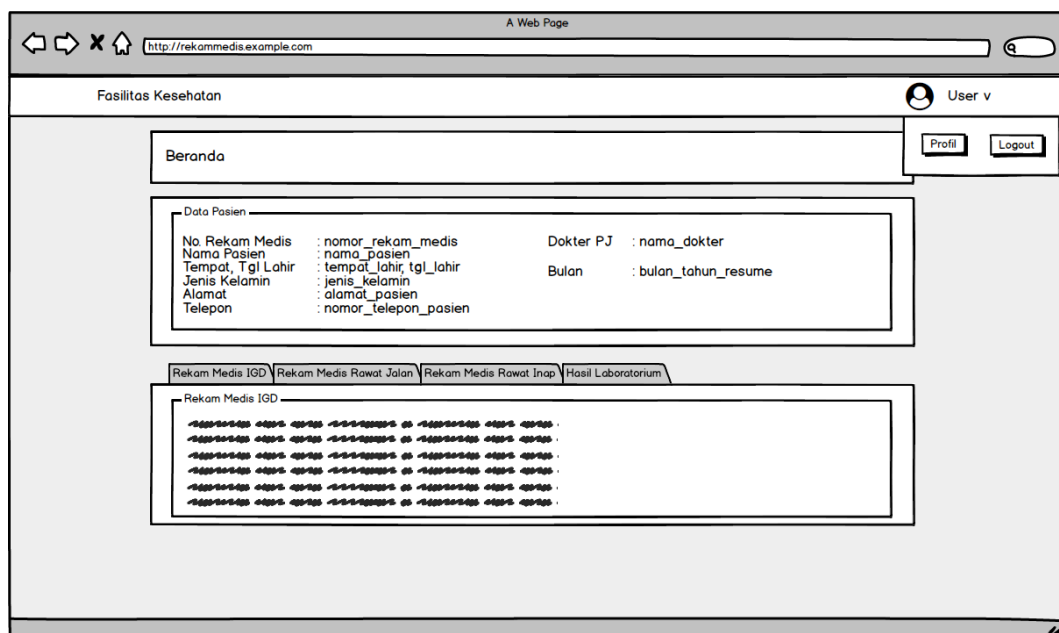 A Web Page
http://rekammedis.example.com
Fasilitas Kesehatan
User v
Profil
Logout
Beranda
Data Pasien
No. Rekam Medis : nomor_rekam_medis
Nama Pasien : nama_pasien
Tempat, Tgl Lahir : tempat_lahir, tgl_lahir
Jenis Kelamin : jenis_kelamin
Alamat : alamat_pasien
Telepon : nomor_telepon_pasien
Dokter PJ : nama_dokter
Bulan : bulan_tahun_resume
Rekam Medis IGD
Rekam Medis Rawat Jalan
Rekam Medis Rawat Inap
Hasil Laboratorium
Rekam Medis IGD